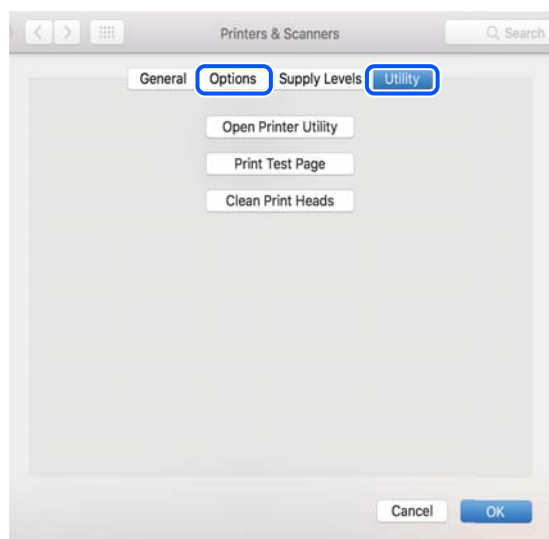 Printers & Scanners
Search
General Options Supply Levels Utility
Open Printer Utility
Print Test Page
Clean Print Heads
Cancel OK